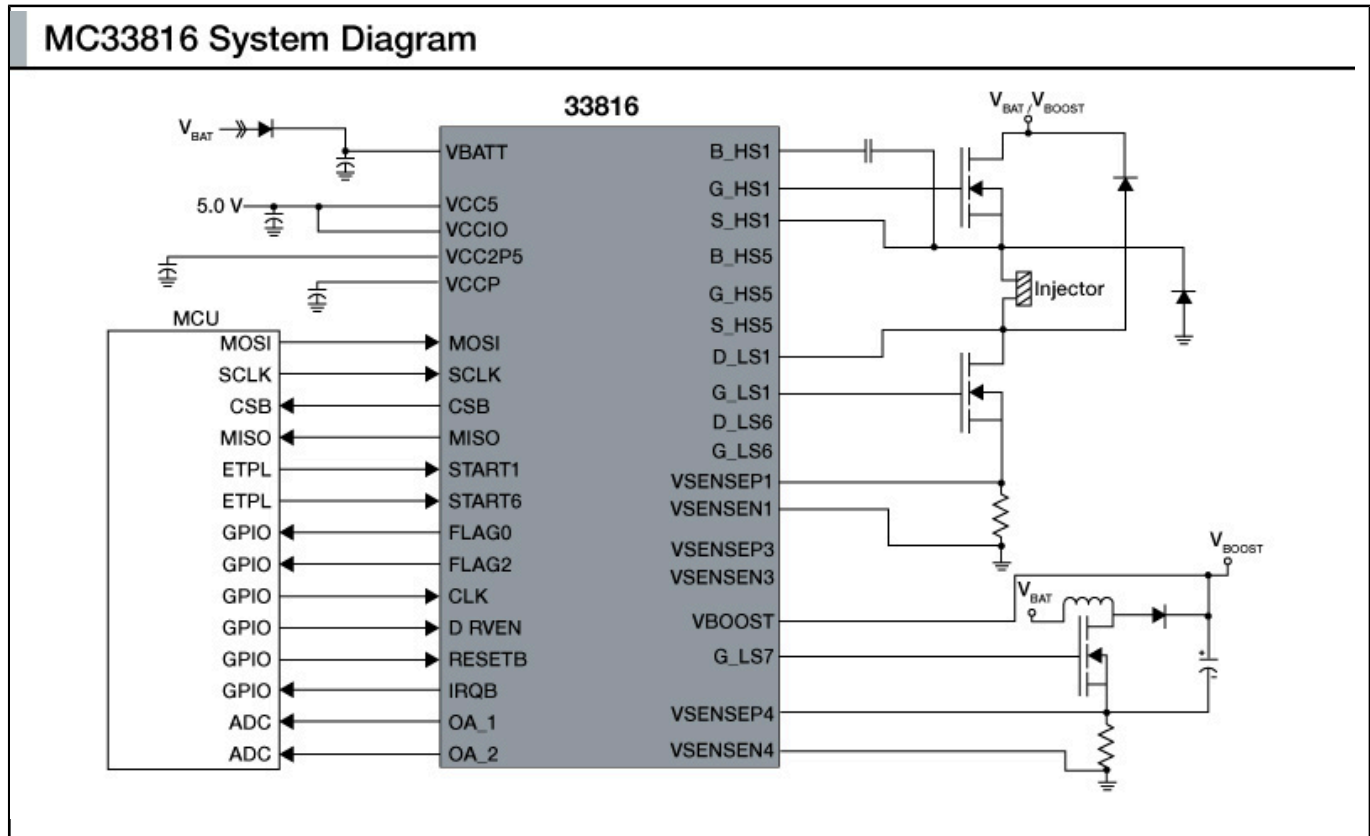 MC33816 System Diagram
33816
V_BAT
5.0 V
VBATT
VCC5
VCCIO
VCC2P5
VCCP
MCU
MOSI
SCLK
CSB
MISO
ETPL
ETPL
GPIO
GPIO
GPIO
GPIO
GPIO
GPIO
ADC
ADC
MOSI
SCLK
CSB
MISO
START1
START6
FLAG0
FLAG2
CLK
D RVEN
RESETB
IRQB
OA_1
OA_2
B_HS1
G_HS1
S_HS1
B_HS5
G_HS5
S_HS5
D_LS1
G_LS1
D_LS6
G_LS6
VSENSEP1
VSENSEN1
VSENSEP3
VSENSEN3
VBOOST
G_LS7
VSENSEP4
VSENSEN4
V_BAT/V_BOOST
Injector
V_BOOST
V_BAT
+